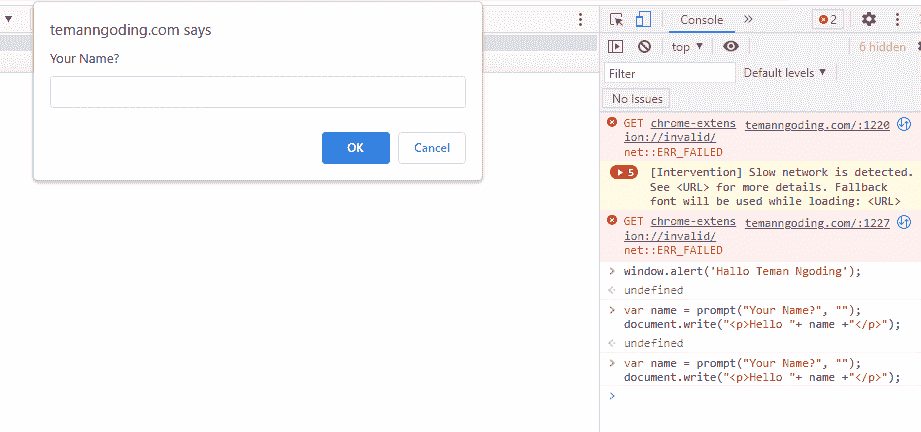 temanngoding.com says
Your Name?
OK
Cancel
Console
»
2
top ▼
6 hidden
Filter
Default levels ▼
No Issues
GET chrome-extens temanngoding.com/:1220
ion://invalid/
net::ERR_FAILED
5 [Intervention] Slow network is detected.
See <URL> for more details. Fallback
font will be used while loading: <URL>
GET chrome-extens temanngoding.com/:1227
ion://invalid/
net::ERR_FAILED
> window.alert('Hallo Teman Ngoding');
< undefined
> var name = prompt("Your Name?", "");
document.write("<p>Hello "+ name +"</p>");
< undefined
> var name = prompt("Your Name?", "");
document.write("<p>Hello "+ name +"</p>");
>